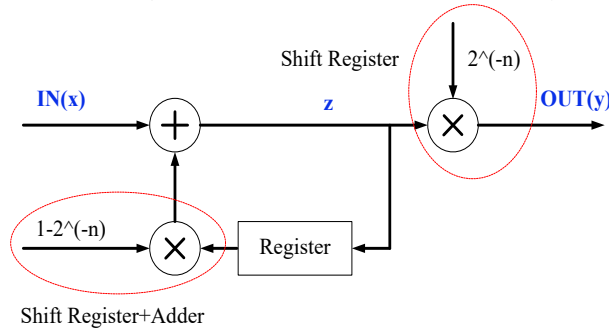 Shift Register
2^(-n)
IN(x)
z
OUT(y)
+
×
1-2^(-n)
×
Register
Shift Register+Adder